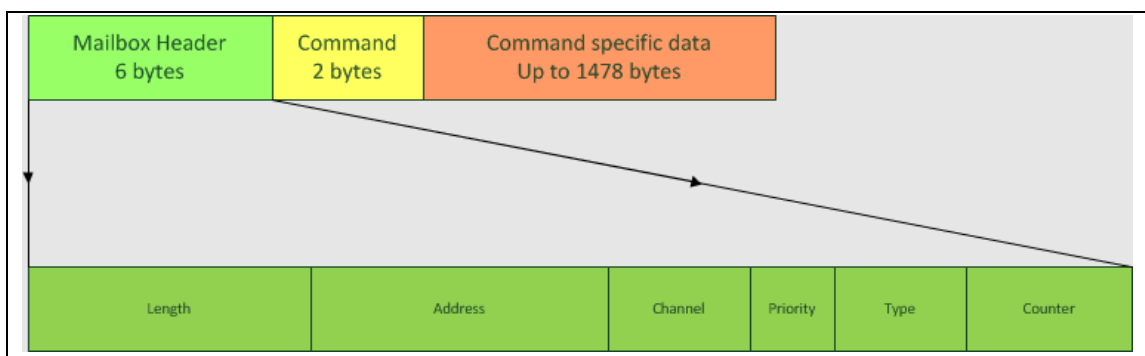 Mailbox Header
6 bytes
Command
2 bytes
Command specific data
Up to 1478 bytes
Length
Address
Channel
Priority
Type
Counter